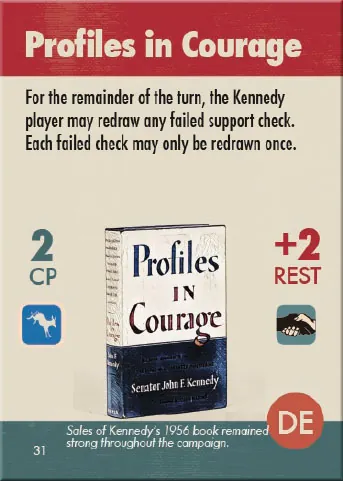 Profiles in Courage
For the remainder of the turn, the Kennedy
player may redraw any failed support check.
Each failed check may only be redrawn once.
2
CP
+2
REST
Profiles
IN
Courage
Senator John F. Kennedy
Sales of Kennedy's 1956 book remained
strong throughout the campaign.
DE
31